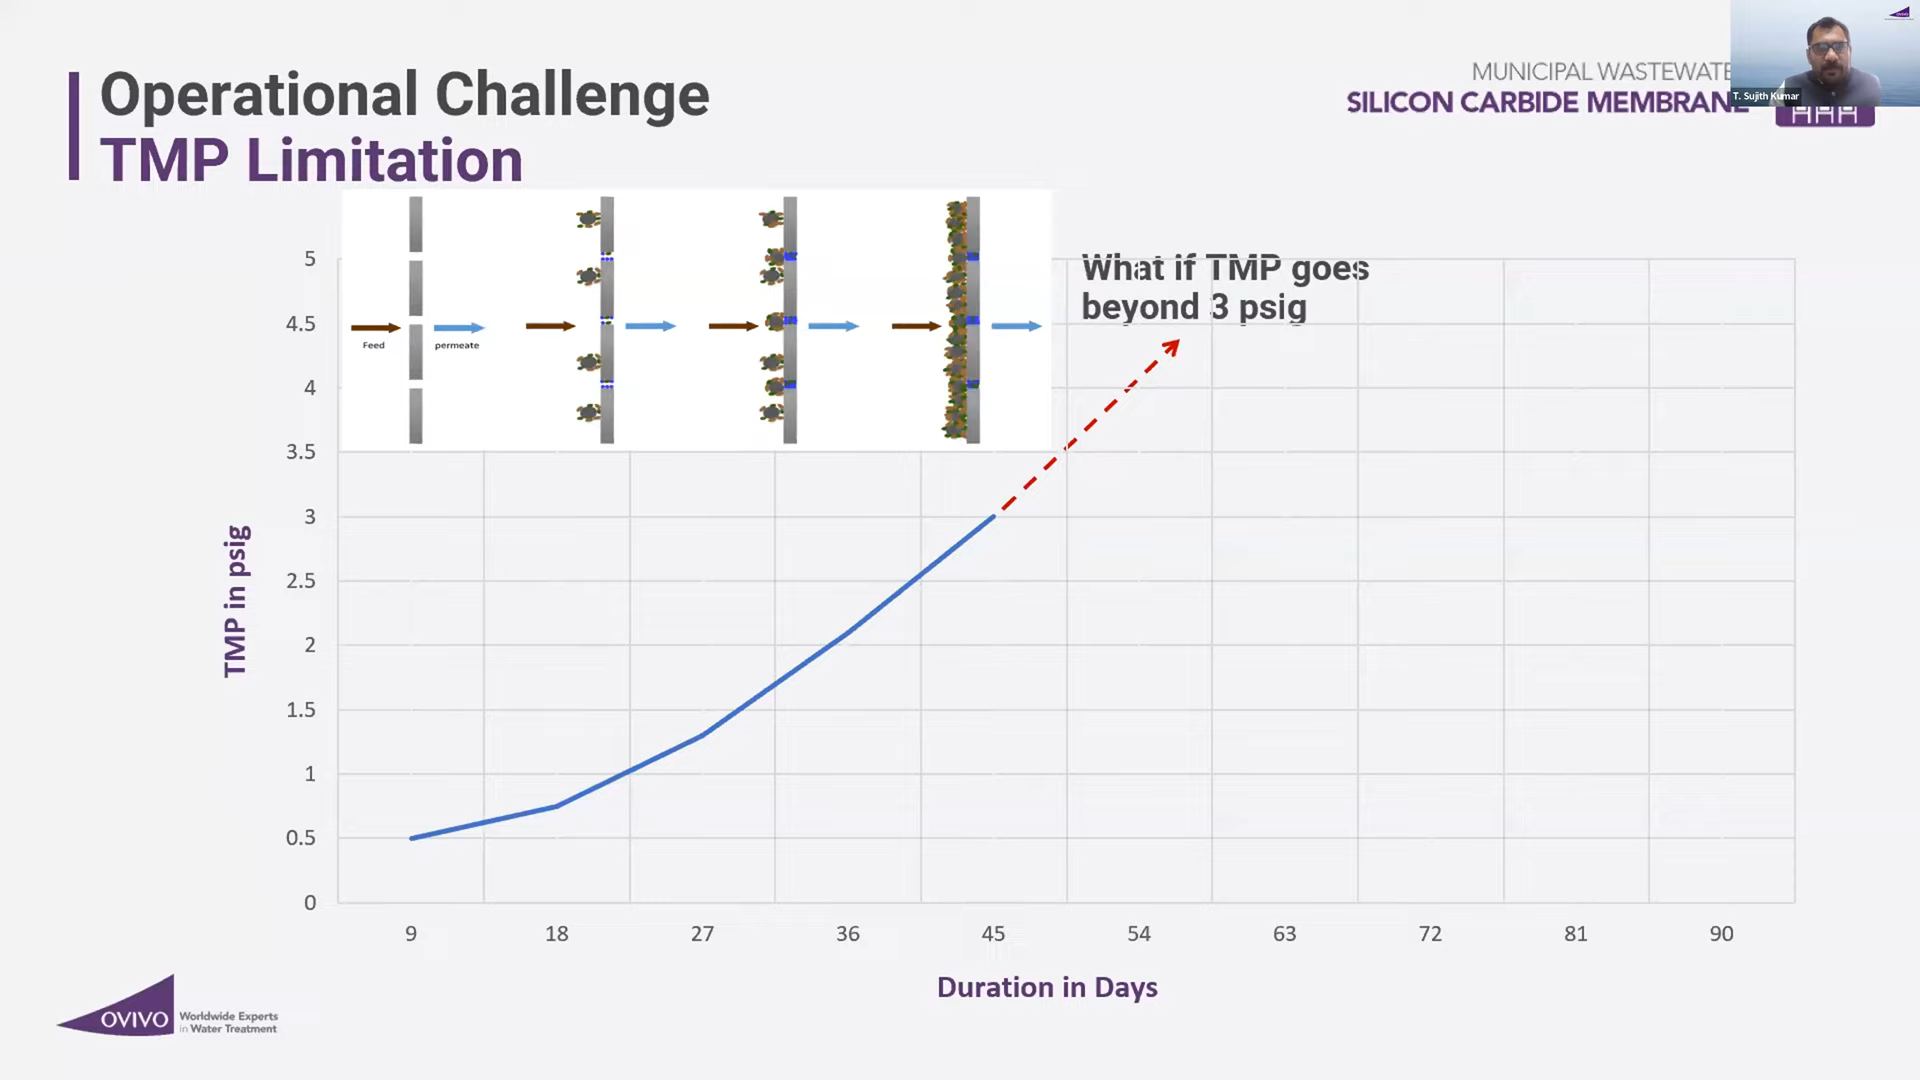 Operational Challenge
TMP Limitation
MUNICIPAL WASTEWATE
SILICON CARBIDE MEMBRANE
OVIVO
T. Sujith Kumar
Feed
permeate
What if TMP goes
beyond 3 psig
5
4.5
4
3.5
3
2.5
2
1.5
1
0.5
0
TMP in psig
9 18 27 36 45 54 63 72 81 90
Duration in Days
OVIVO
Worldwide Experts
in Water Treatment